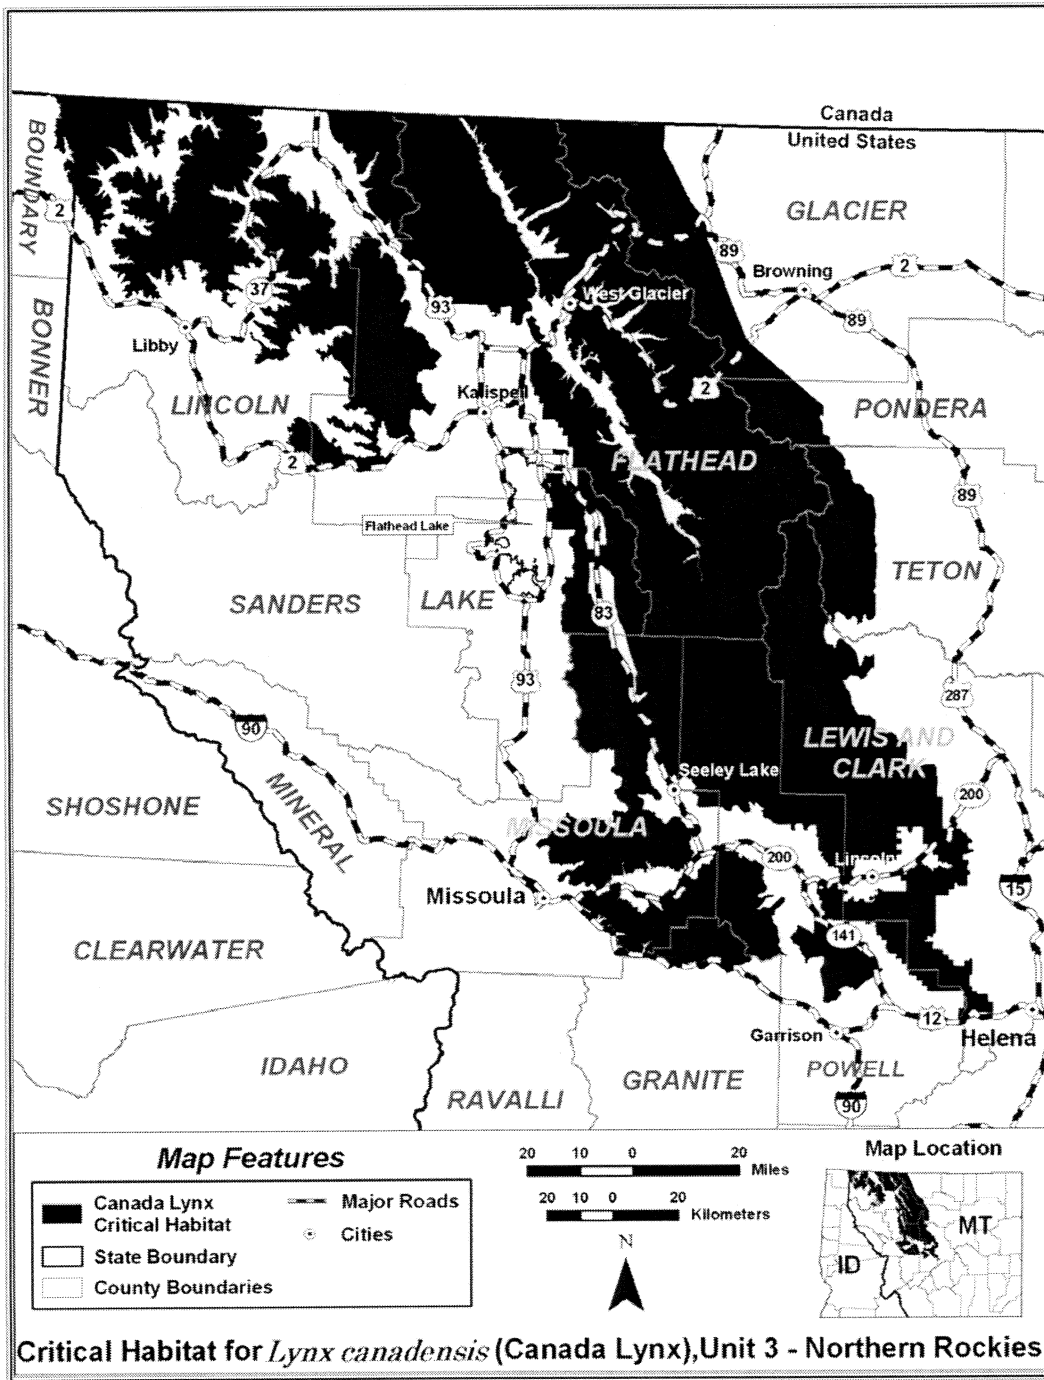 Canada
United States
BOUNDARY
GLACIER
2
89
2
Browning
37
93
West Glacier
89
BONNER
Libby
2
Kalispell
LINCOLN
PONDERA
FLATHEAD
2
89
Flathead Lake
TETON
SANDERS
LAKE
83
93
287
90
LEWIS AND
CLARK
Seeley Lake
200
SHOSHONE
MINERAL
MISSOULA
200
Lincoln
15
Missoula
141
CLEARWATER
12
Garrison
Helena
IDAHO
POWELL
GRANITE
RAVALLI
90
Map Features
Canada Lynx
Critical Habitat
Major Roads
Cities
State Boundary
County Boundaries
20 10 0 20
Miles
20 10 0 20
Kilometers
N
Map Location
MT
ID
Critical Habitat for Lynx canadensis (Canada Lynx),Unit 3 - Northern Rockies